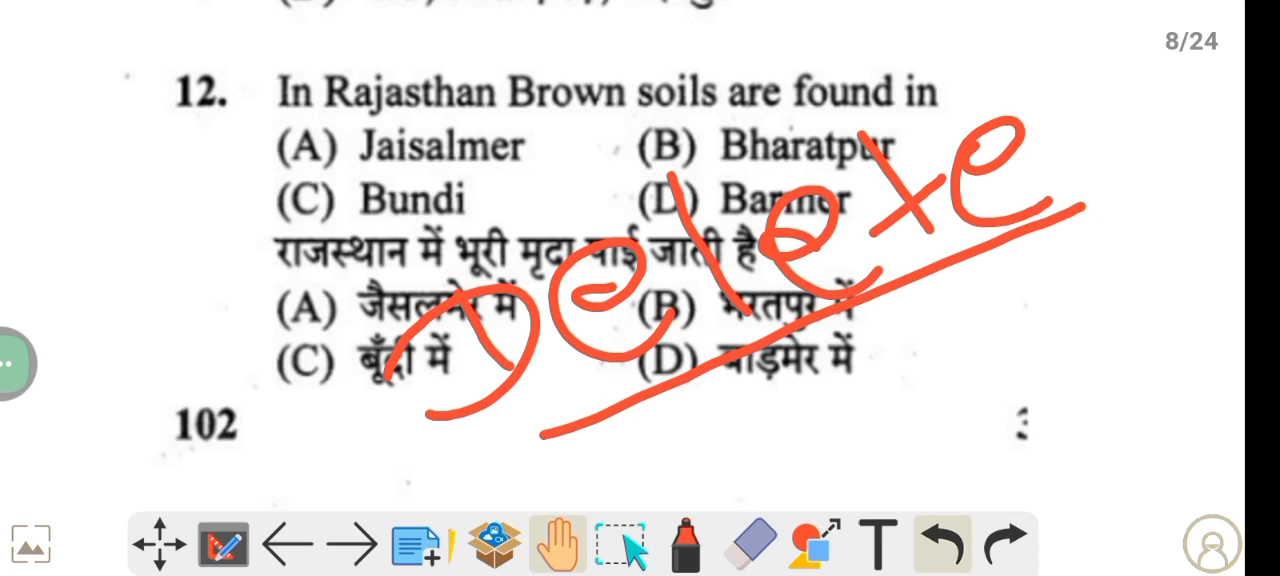 8/24
12. In Rajasthan Brown soils are found in
(A) Jaisalmer (B) Bharatpur
(C) Bundi (D) Barmer
राजस्थान में भूरी मृदा पाई जाती है
(A) जैसलमेर में (B) भरतपुर में
(C) बूँदी में (D) बाड़मेर में
Delete
102